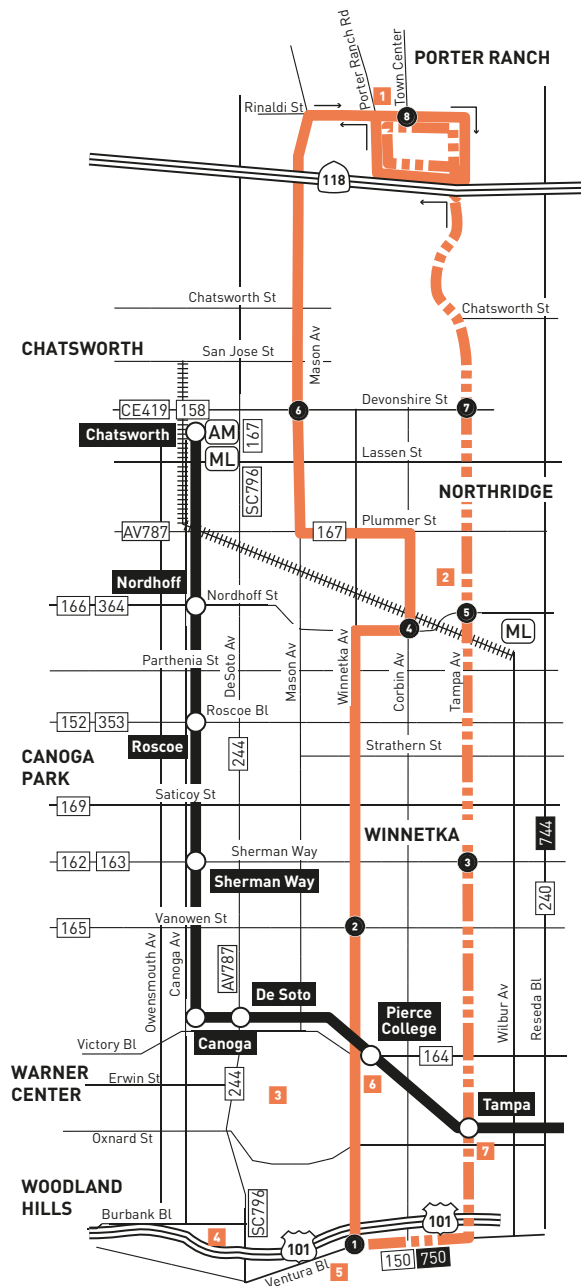 PORTER RANCH
Porter Ranch Rd
Town Center
1
Rinaldi St
8
118
Chatsworth St
Chatsworth St
CHATSWORTH
San Jose St
Mason Av
CE419
158
6
Devonshire St
7
Chatsworth
AM
167
ML
Lassen St
SC796
NORTHRIDGE
AV787
167
Plummer St
Nordhoff
2
166
364
Nordhoff St
5
4
ML
Parthenia St
DeSoto Av
Mason Av
Winnetka Av
Corbin Av
Tampa Av
152
353
Roscoe Bl
Roscoe
244
Strathern St
CANOGA
PARK
Saticoy St
169
WINNETKA
744
162
163
Sherman Way
3
Sherman Way
240
Vanowen St
165
2
Owensmouth Av
Canoga Av
AV787
De Soto
Wilbur Av
Reseda Bl
Pierce
College
Canoga
Victory Bl
164
WARNER
CENTER
Erwin St
244
3
6
Tampa
Oxnard St
7
WOODLAND
HILLS
Burbank Bl
SC796
4
101
101
1
Ventura Bl
5
150
750